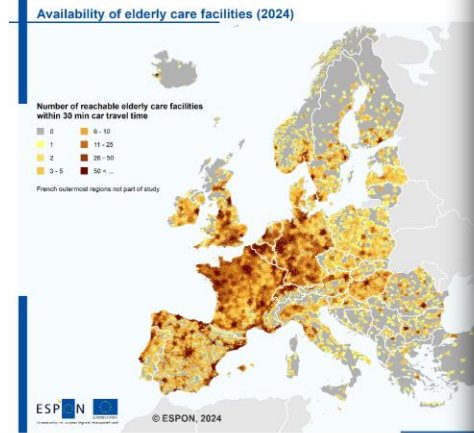 Availability of elderly care facilities (2024)
Number of reachable elderly care facilities
within 30 min car travel time
0
1
2
3 - 5
6 - 10
11 - 25
26 - 50
50 < ...
French outermost regions not part of study
ESPON
© ESPON, 2024